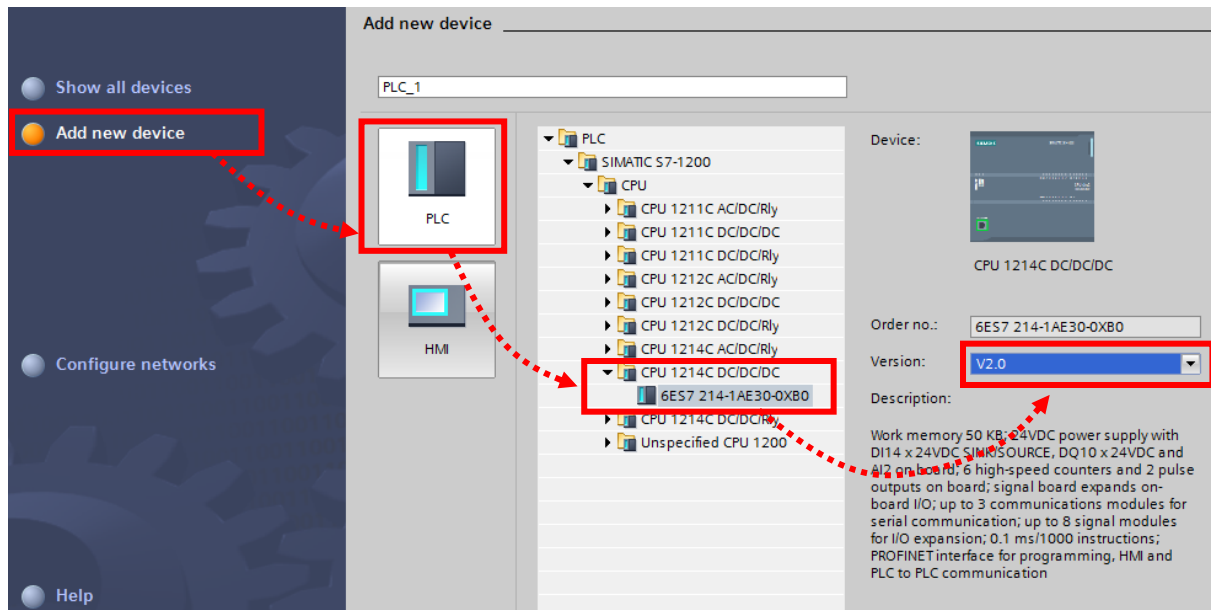 Add new device
Show all devices
Add new device
Configure networks
Help
PLC_1
PLC
HMI
PLC
SIMATIC S7-1200
CPU
CPU 1211C AC/DC/Rly
CPU 1211C DC/DC/DC
CPU 1211C DC/DC/Rly
CPU 1212C AC/DC/Rly
CPU 1212C DC/DC/DC
CPU 1212C DC/DC/Rly
CPU 1214C AC/DC/Rly
CPU 1214C DC/DC/DC
6ES7 214-1AE30-0XB0
CPU 1214C DC/DC/Rly
Unspecified CPU 1200
Device:
SIEMENS
CPU 1214C DC/DC/DC
Order no.: 6ES7 214-1AE30-0XB0
Version: V2.0
Description:
Work memory 50 KB; 24VDC power supply with
DI14 x 24VDC SINK/SOURCE, DQ10 x 24VDC and
AI2 on board; 6 high-speed counters and 2 pulse
outputs on board; signal board expands on-
board I/O; up to 3 communications modules for
serial communication; up to 8 signal modules
for I/O expansion; 0.1 ms/1000 instructions;
PROFINET interface for programming, HMI and
PLC to PLC communication